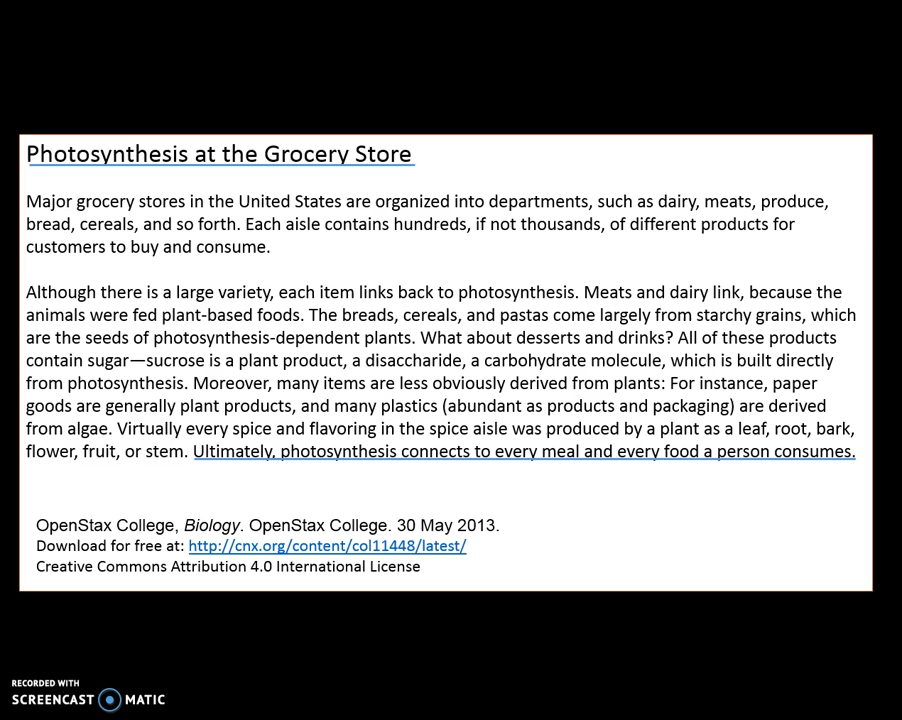 Photosynthesis at the Grocery Store
Major grocery stores in the United States are organized into departments, such as dairy, meats, produce,
bread, cereals, and so forth. Each aisle contains hundreds, if not thousands, of different products for
customers to buy and consume.
Although there is a large variety, each item links back to photosynthesis. Meats and dairy link, because the
animals were fed plant-based foods. The breads, cereals, and pastas come largely from starchy grains, which
are the seeds of photosynthesis-dependent plants. What about desserts and drinks? All of these products
contain sugar—sucrose is a plant product, a disaccharide, a carbohydrate molecule, which is built directly
from photosynthesis. Moreover, many items are less obviously derived from plants: For instance, paper
goods are generally plant products, and many plastics (abundant as products and packaging) are derived
from algae. Virtually every spice and flavoring in the spice aisle was produced by a plant as a leaf, root, bark,
flower, fruit, or stem. Ultimately, photosynthesis connects to every meal and every food a person consumes.
OpenStax College, Biology. OpenStax College. 30 May 2013.
Download for free at: http://cnx.org/content/col11448/latest/
Creative Commons Attribution 4.0 International License
RECORDED WITH
SCREENCAST MATIC